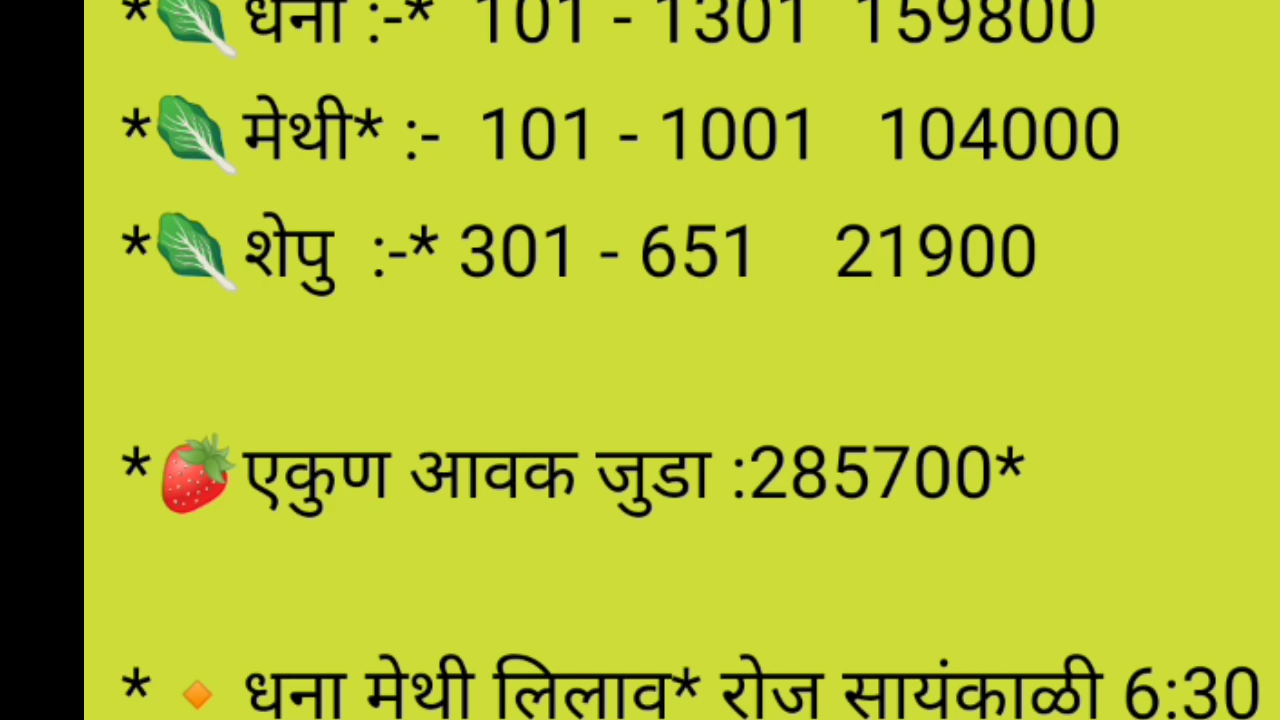 *🥬धना :-* 101 - 1301 159800
*🥬मेथी* :- 101 - 1001 104000
*🥬शेपु :-* 301 - 651 21900
*🍓एकुण आवक जुडा :285700*
*🔸धना मेथी लिलाव* रोज सायंकाळी 6:30